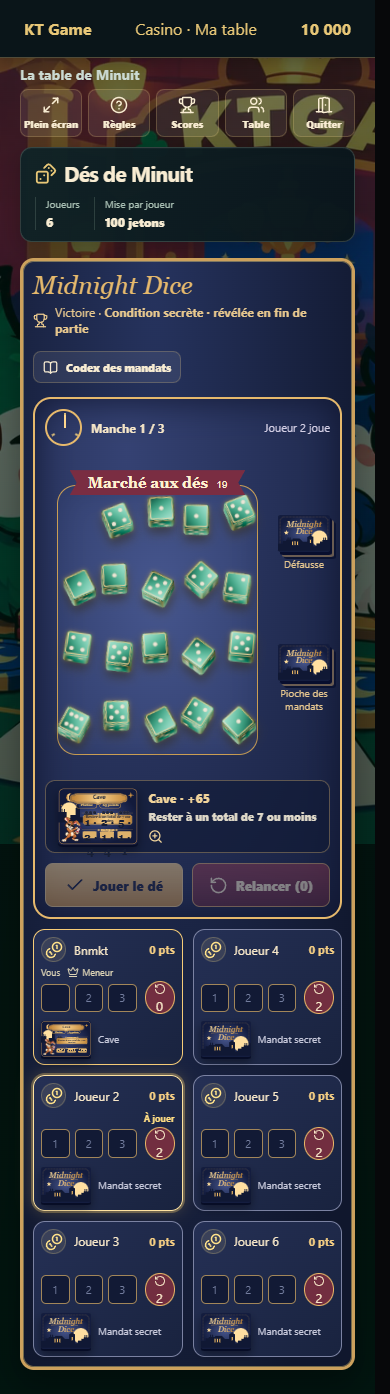 KT Game
Casino · Ma table
10 000
La table de Minuit
Plein écran
Règles
Scores
Table
Quitter
Dés de Minuit
Joueurs
6
Mise par joueur
100 jetons
Midnight Dice
Victoire · Condition secrète · révélée en fin de
partie
Codex des mandats
Manche 1 / 3
Joueur 2 joue
Marché aux dés 19
Midnight
Dice
Défausse
Midnight
Dice
Pioche des
mandats
Cave
Cave · +65
Rester à un total de 7 ou moins
Jouer le dé
Relancer (0)
Bnmkt
0 pts
Vous
Meneur
2
3
0
Cave
Joueur 4
0 pts
1
2
3
2
Midnight
Dice
Mandat secret
Joueur 2
0 pts
À jouer
1
2
3
2
Midnight
Dice
Mandat secret
Joueur 5
0 pts
1
2
3
2
Midnight
Dice
Mandat secret
Joueur 3
0 pts
1
2
3
2
Midnight
Dice
Mandat secret
Joueur 6
0 pts
1
2
3
2
Midnight
Dice
Mandat secret